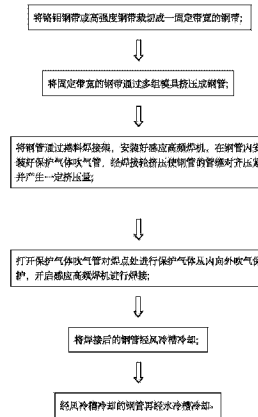 将铬钼钢带或高强度钢带裁切成一固定带宽的钢带;
将固定带宽的钢带通过多组模具挤压成钢管;
将钢管通过捲料焊接架，安装好感应高频焊机，在钢管内安
装好保护气体吹气管，经焊接轮挤压使钢管的管缝对齐压紧
并产生一定挤压量;
打开保护气体吹气管对焊点处进行保护气体从内向外吹气保
护，开启感应高频焊机进行焊接;
将焊接后的钢管经风冷槽冷却;
经风冷槽冷却的钢管再经水冷槽冷却。